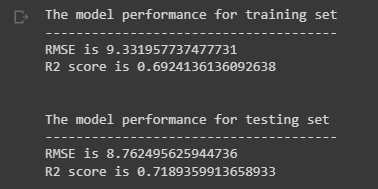 The model performance for training set
--------------------------------------
RMSE is 9.331957737477731
R2 score is 0.6924136136092638
The model performance for testing set
--------------------------------------
RMSE is 8.762495625944736
R2 score is 0.7189359913658933